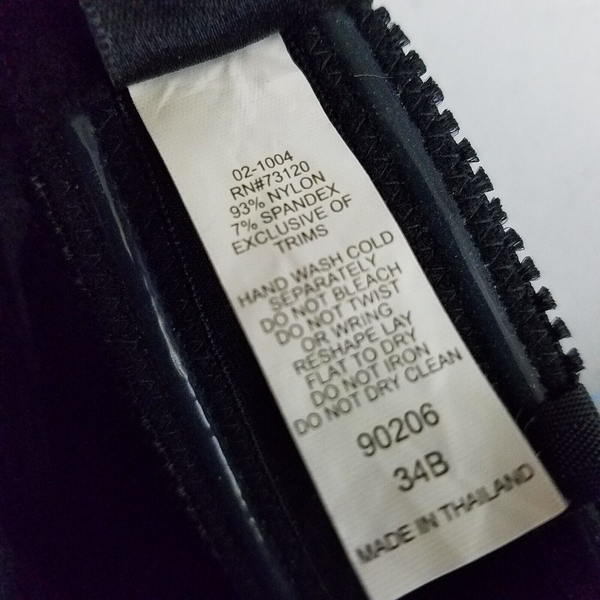 02-1004
RN#73120
93% NYLON
7% SPANDEX
EXCLUSIVE OF
TRIMS
HAND WASH COLD
SEPARATELY
DO NOT BLEACH
DO NOT TWIST
OR WRING
RESHAPE LAY
FLAT TO DRY
DO NOT IRON
DO NOT DRY CLEAN
90206
34B
MADE IN THAILAND